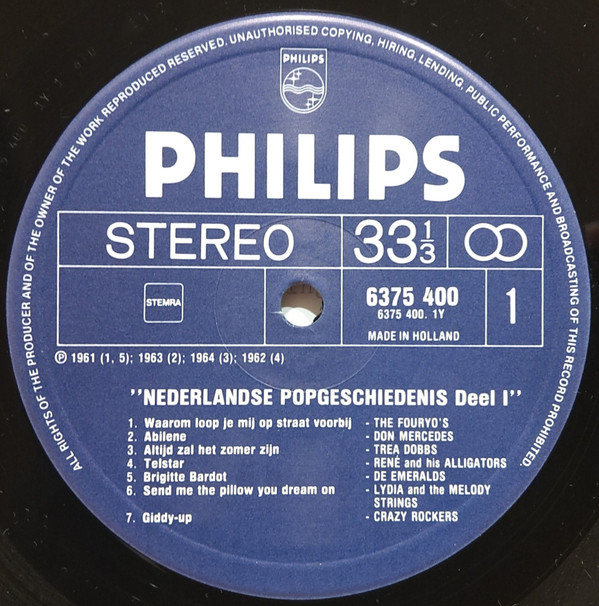 ALL RIGHTS OF THE PRODUCER AND OF THE OWNER OF THE WORK REPRODUCED RESERVED. UNAUTHORISED COPYING, HIRING, LENDING, PUBLIC PERFORMANCE AND BROADCASTING OF THIS RECORD PROHIBITED.
PHILIPS
PHILIPS
STEREO 33 1/3
STEMRA
6375 400 1
6375 400. 1Y
MADE IN HOLLAND
℗ 1961 (1, 5); 1963 (2); 1964 (3); 1962 (4)
"NEDERLANDSE POPGESCHIEDENIS Deel I"
1. Waarom loop je mij op straat voorbij - THE FOURYO'S
2. Abilene - DON MERCEDES
3. Altijd zal het zomer zijn - TREA DOBBS
4. Telstar - RENÉ and his ALLIGATORS
5. Brigitte Bardot - DE EMERALDS
6. Send me the pillow you dream on - LYDIA and the MELODY
STRINGS
7. Giddy-up - CRAZY ROCKERS